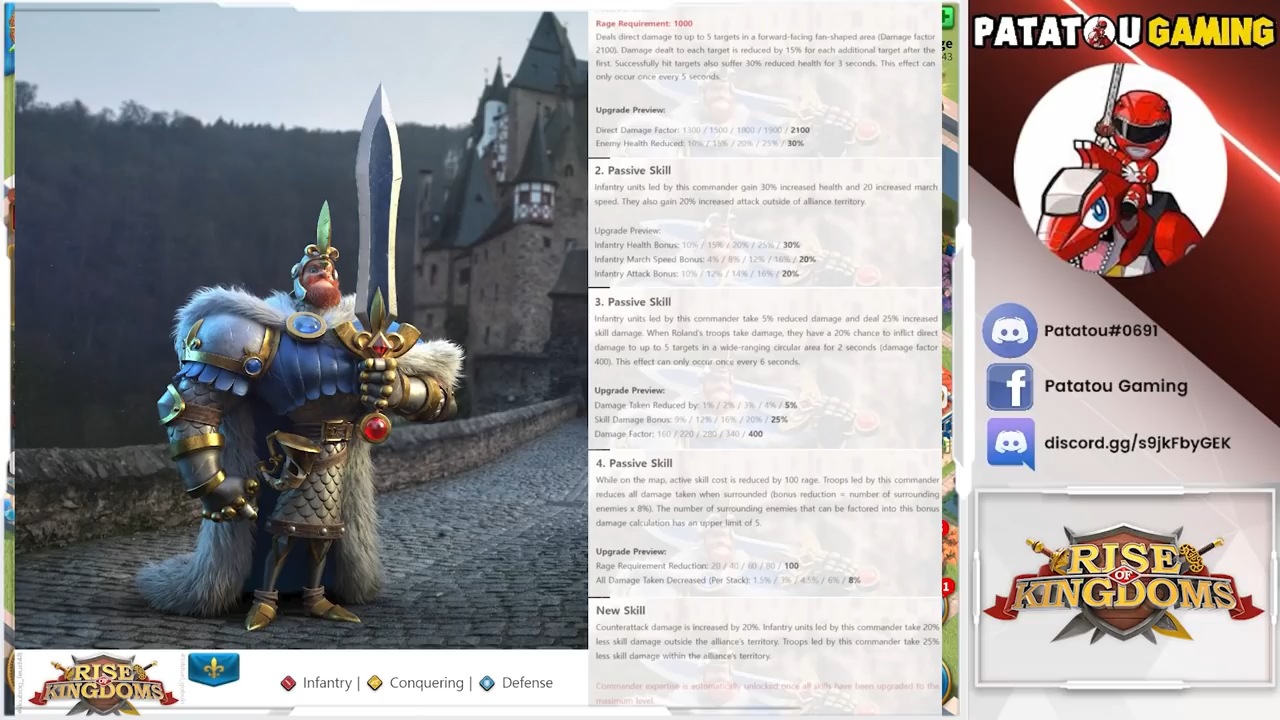 Rage Requirement: 1000
Deals direct damage to up to 5 targets in a forward-facing fan-shaped area (Damage factor
2100). Damage dealt to each target is reduced by 15% for each additional target after the
first. Successfully hit targets also suffer 30% reduced health for 3 seconds. This effect can
only occur once every 5 seconds.
Upgrade Preview:
Direct Damage Factor: 1300 / 1500 / 1800 / 1900 / 2100
Enemy Health Reduced: 10% / 15% / 20% / 25% / 30%
2. Passive Skill
Infantry units led by this commander gain 30% increased health and 20 increased march
speed. They also gain 20% increased attack outside of alliance territory.
Upgrade Preview:
Infantry Health Bonus: 10% / 15% / 20% / 25% / 30%
Infantry March Speed Bonus: 4% / 8% / 12% / 16% / 20%
Infantry Attack Bonus: 10% / 12% / 14% / 16% / 20%
3. Passive Skill
Infantry units led by this commander take 5% reduced damage and deal 25% increased
skill damage. When Roland's troops take damage, they have a 20% chance to inflict direct
damage to up to 5 targets in a wide-ranging circular area for 2 seconds (damage factor
400). This effect can only occur once every 6 seconds.
Upgrade Preview:
Damage Taken Reduced by: 1% / 2% / 3% / 4% / 5%
Skill Damage Bonus: 9% / 12% / 16% / 20% / 25%
Damage Factor: 160 / 220 / 280 / 340 / 400
4. Passive Skill
While on the map, active skill cost is reduced by 100 rage. Troops led by this commander
reduces all damage taken when surrounded (bonus reduction = number of surrounding
enemies x 8%). The number of surrounding enemies that can be factored into this bonus
damage calculation has an upper limit of 5.
Upgrade Preview:
Rage Requirement Reduction: 20 / 40 / 60 / 80 / 100
All Damage Taken Decreased (Per Stack): 1.5% / 3% / 4.5% / 6% / 8%
New Skill
Counterattack damage is increased by 20%. Infantry units led by this commander take 20%
less skill damage outside the alliance's territory. Troops led by this commander take 25%
less skill damage within the alliance's territory.
Commander expertise is automatically unlocked once all skills have been upgraded to the
maximum level.
RISE
OF
KINGDOMS
Infantry | Conquering | Defense
ge
43
1
PATATOU GAMING
Patatou#0691
Patatou Gaming
discord.gg/s9jkFbyGEK
RISE
OF
KINGDOMS